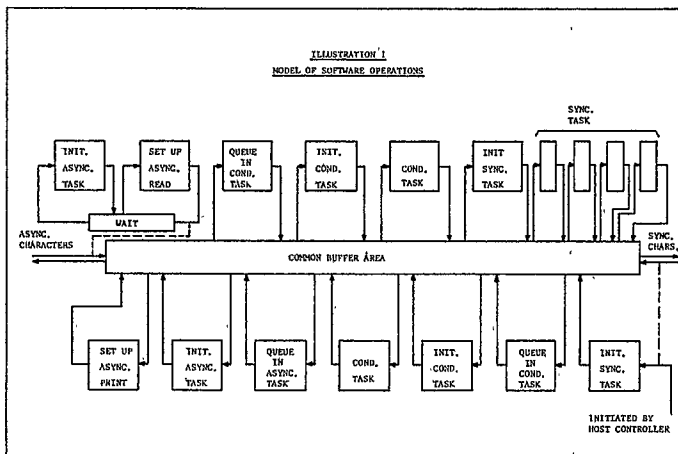 ILLUSTRATION I
MODEL OF SOFTWARE OPERATIONS
SYNC.
TASK
INIT.
ASYNC.
TASK
SET UP
ASYNC.
READ
QUEUE
IN
COND.
TASK
INIT.
COND.
TASK
COND.
TASK
INIT
SYNC.
TASK
WAIT
ASYNC.
CHARACTERS
SYNC.
CHARS.
COMMON BUFFER AREA
SET UP
ASYNC.
PRINT
INIT.
ASYNC.
TASK
QUEUE
IN
ASYNC.
TASK
COND.
TASK
INIT.
COND.
TASK
QUEUE
IN
COND.
TASK
INIT.
SYNC.
TASK
INITIATED BY
HOST CONTROLLER